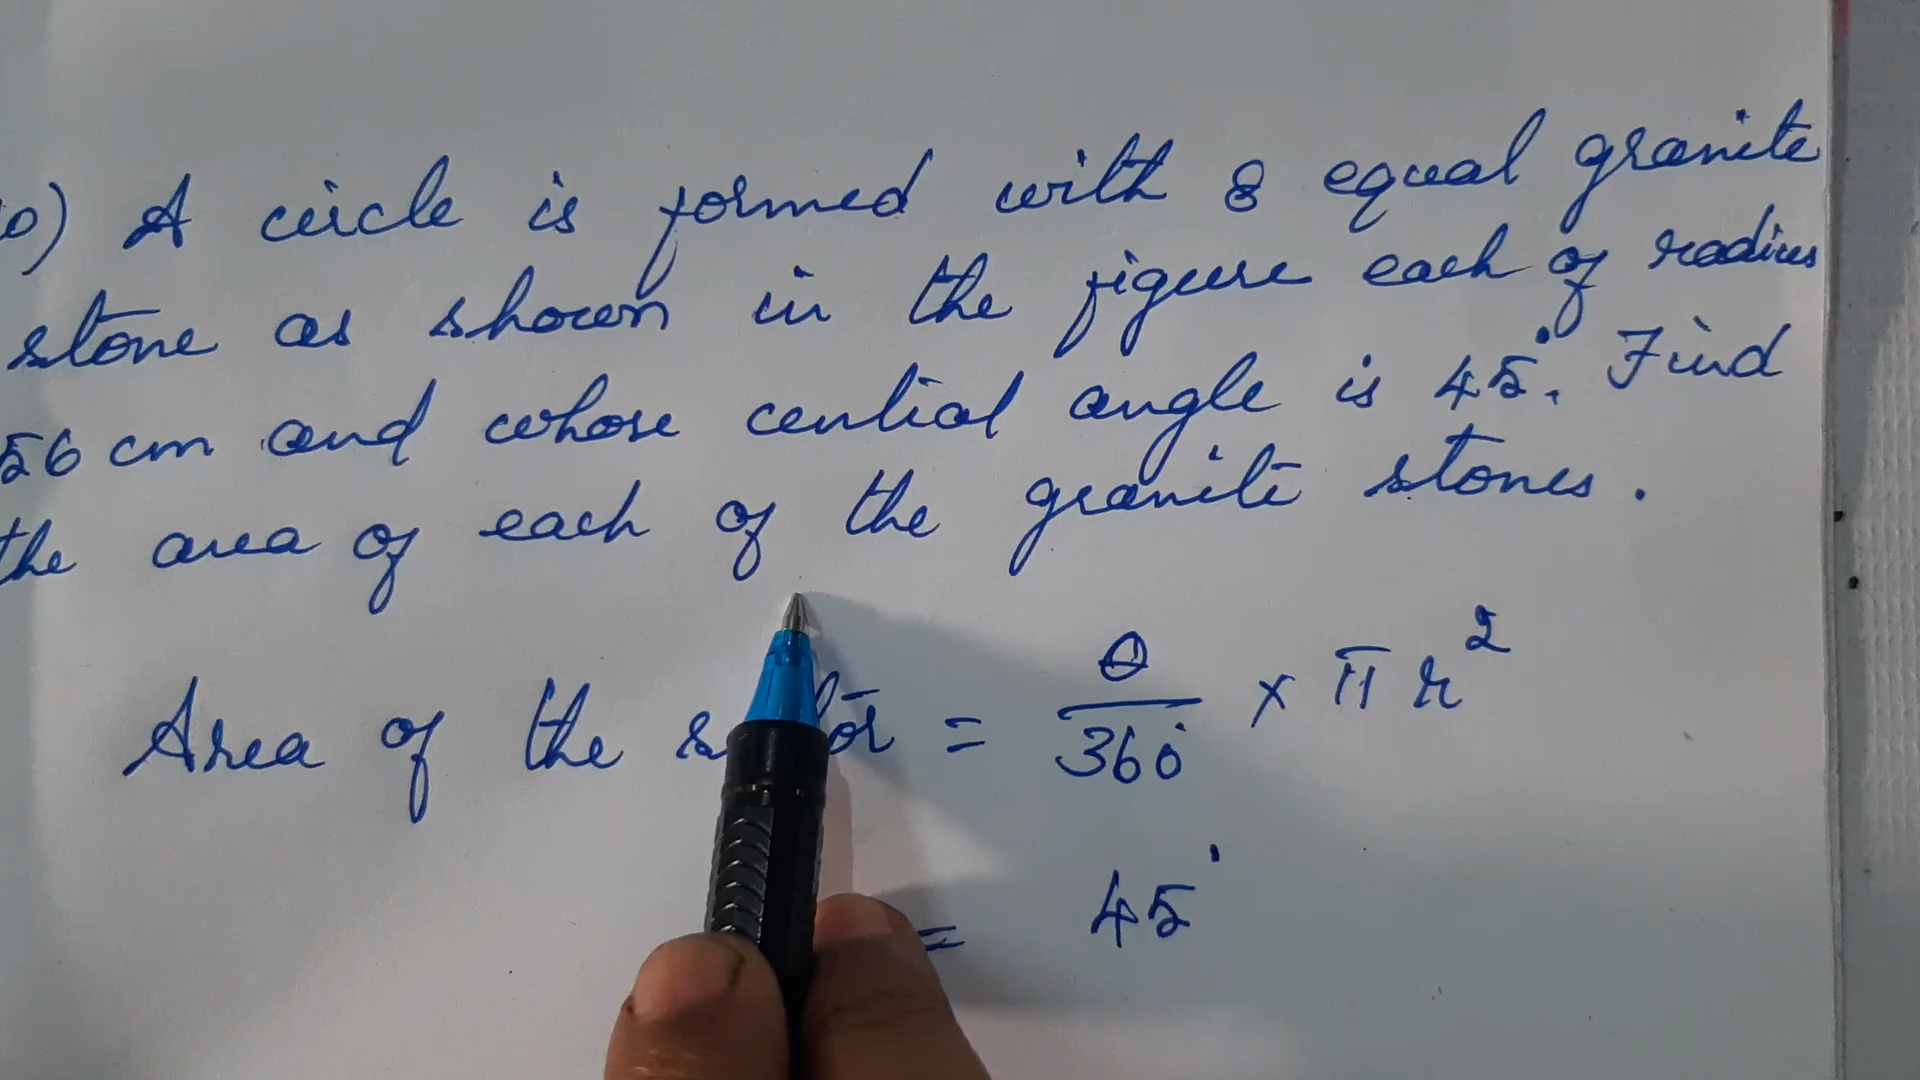 0) A circle is formed with 8 equal granite
stone as shown in the figure each of radius
56 cm and whose central angle is 45°. Find
the area of each of the granite stones.
Area of the = θ/360° × π r²
= 45°